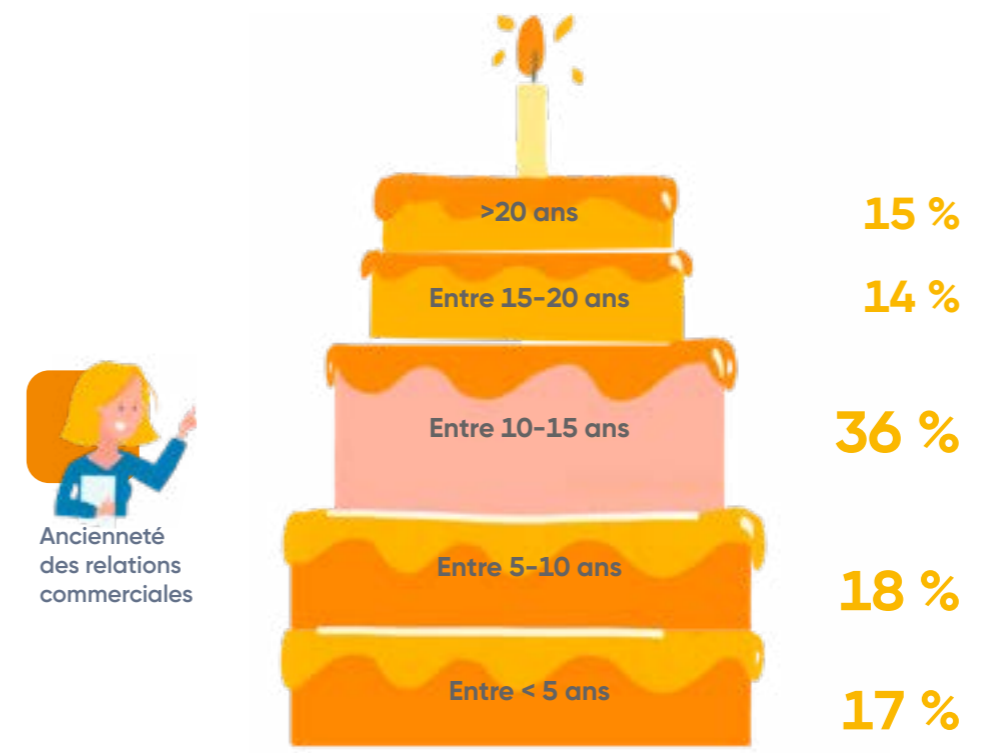 >20 ans
15 %
Entre 15-20 ans
14 %
Entre 10-15 ans
36 %
Ancienneté
des relations
commerciales
Entre 5-10 ans
18 %
Entre < 5 ans
17 %